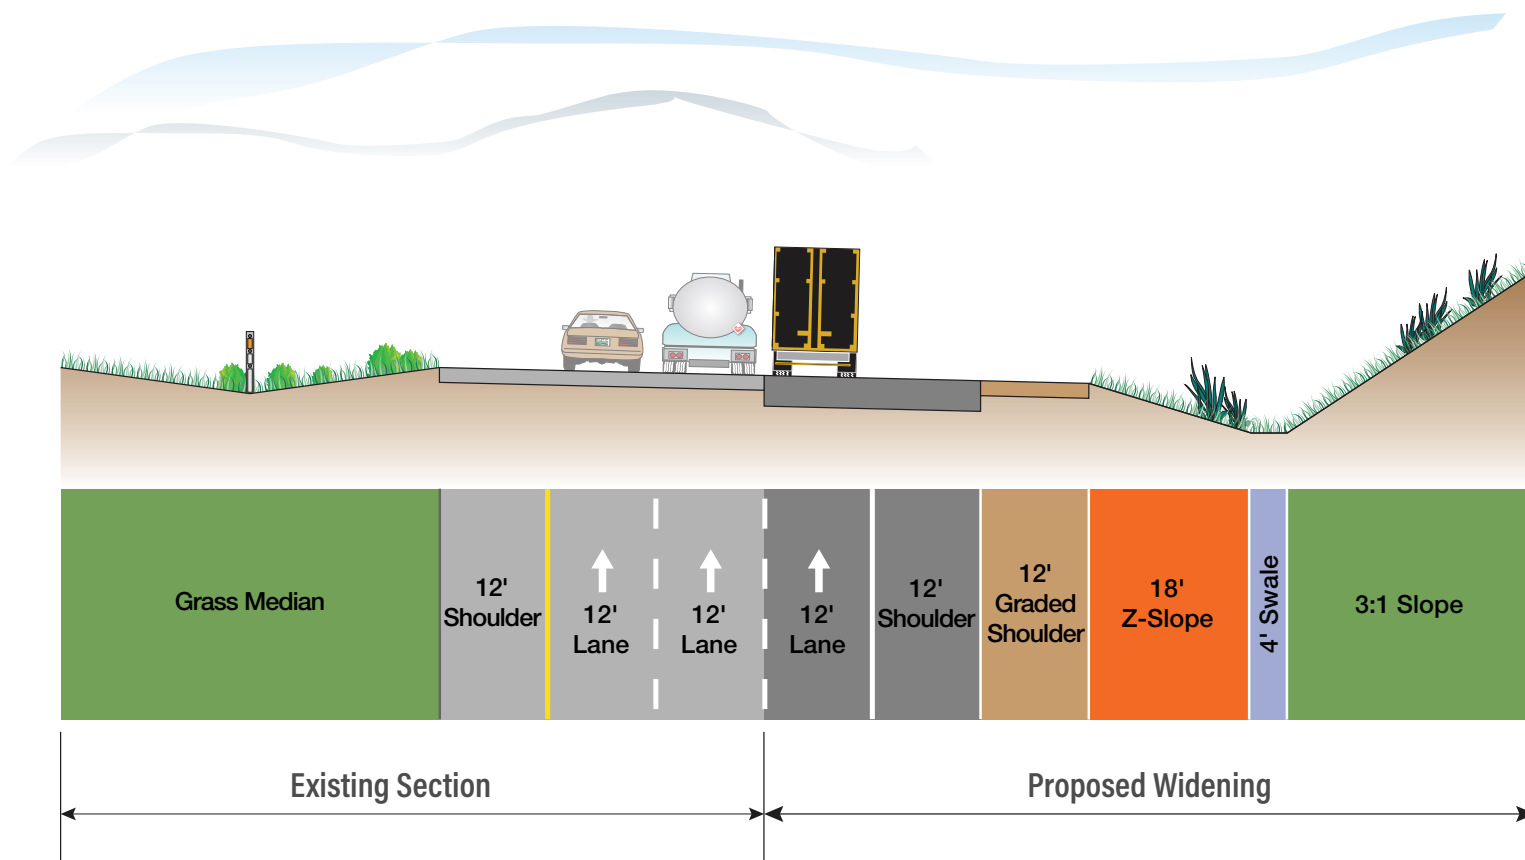 Grass Median
12'
Shoulder
12'
Lane
12'
Lane
12'
Lane
12'
Shoulder
12'
Graded
Shoulder
18'
Z-Slope
4' Swale
3:1 Slope
Existing Section
Proposed Widening